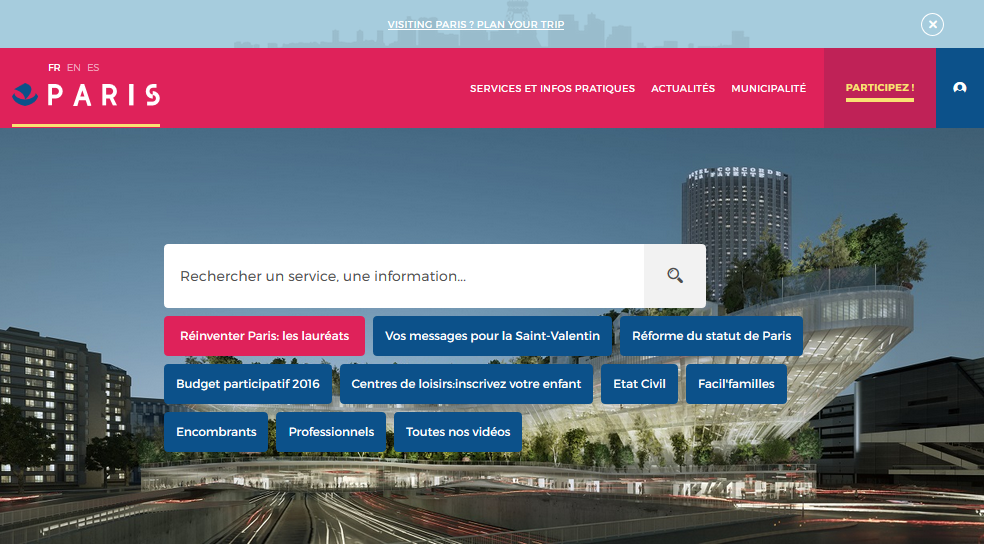 VISITING PARIS ? PLAN YOUR TRIP
FR EN ES
PARIS
SERVICES ET INFOS PRATIQUES ACTUALITÉS MUNICIPALITÉ PARTICIPEZ !
Rechercher un service, une information...
Réinventer Paris: les lauréats Vos messages pour la Saint-Valentin Réforme du statut de Paris
Budget participatif 2016 Centres de loisirs:inscrivez votre enfant Etat Civil Facil'familles
Encombrants Professionnels Toutes nos vidéos